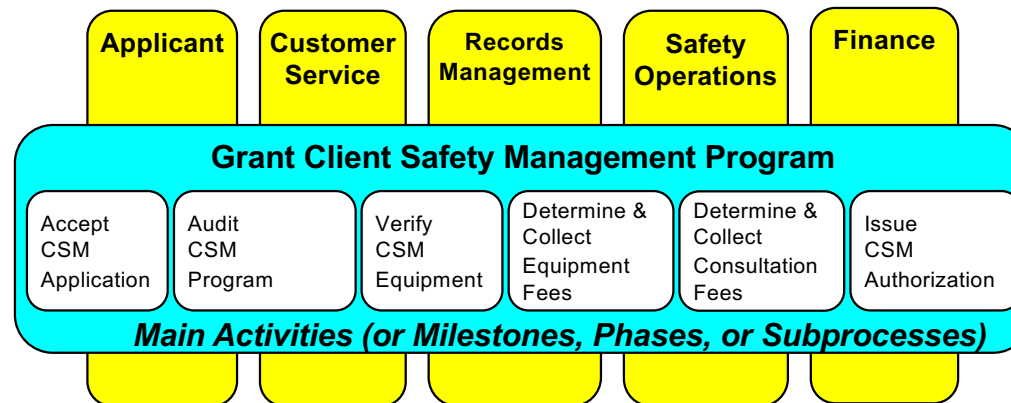 Applicant
Customer
Service
Records
Management
Safety
Operations
Finance
Grant Client Safety Management Program
Accept
CSM
Application
Audit
CSM
Program
Verify
CSM
Equipment
Determine &
Collect
Equipment
Fees
Determine &
Collect
Consultation
Fees
Issue
CSM
Authorization
Main Activities (or Milestones, Phases, or Subprocesses)